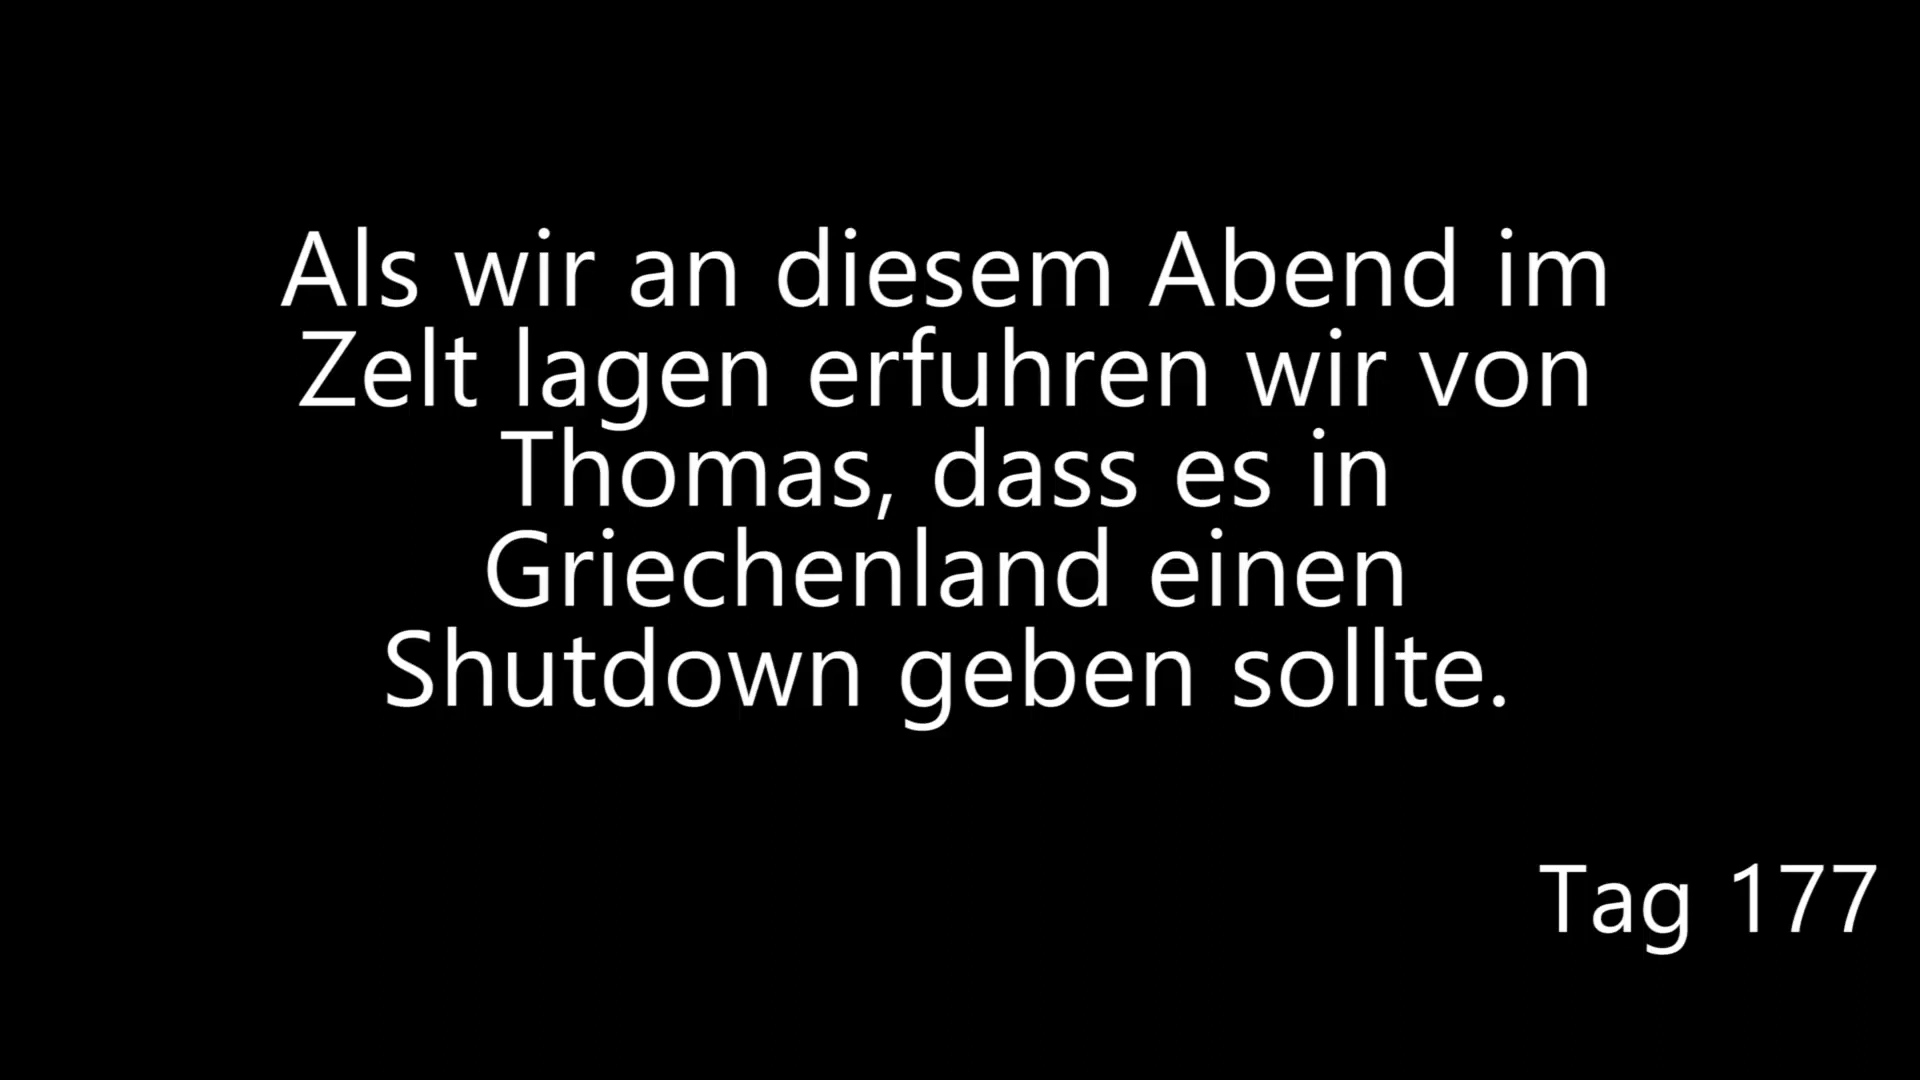 Als wir an diesem Abend im
Zelt lagen erfuhren wir von
Thomas, dass es in
Griechenland einen
Shutdown geben sollte.
Tag 177